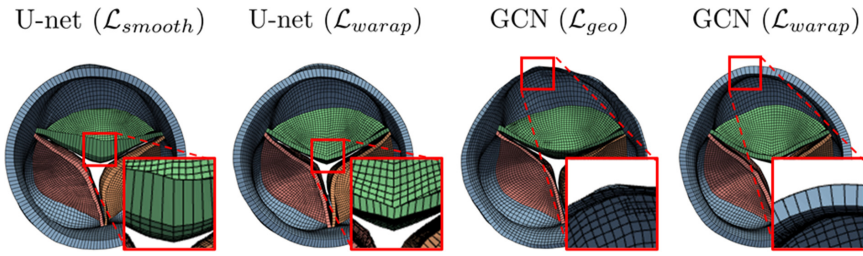 U-net (ℒ_smooth) U-net (ℒ_warap) GCN (ℒ_geo) GCN (ℒ_warap)